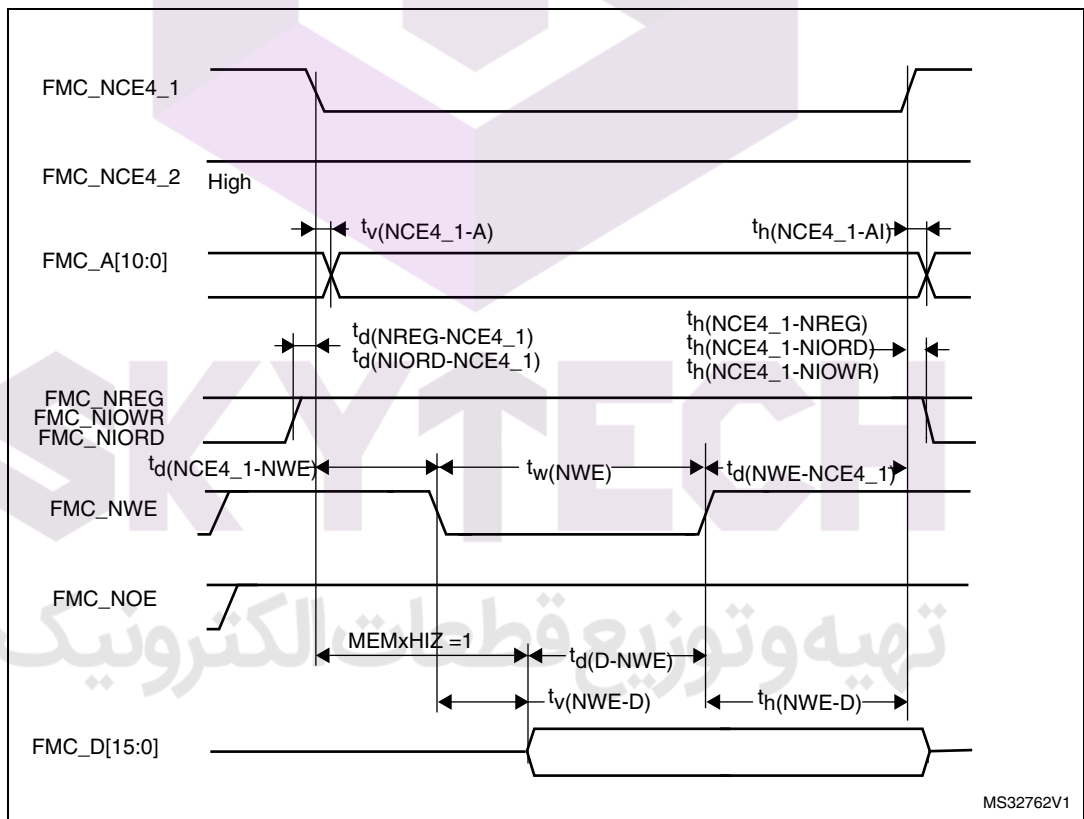 FMC_NCE4_1
FMC_NCE4_2 High
tv(NCE4_1-A) th(NCE4_1-AI)
FMC_A[10:0]
td(NREG-NCE4_1) th(NCE4_1-NREG)
td(NIORD-NCE4_1) th(NCE4_1-NIORD)
th(NCE4_1-NIOWR)
FMC_NREG
FMC_NIOWR
FMC_NIORD
td(NCE4_1-NWE) tw(NWE) td(NWE-NCE4_1)
FMC_NWE
SKYTECH
FMC_NOE
تهیه و توزیع قطعات الکترونیک
MEMxHIZ =1 td(D-NWE)
tv(NWE-D) th(NWE-D)
FMC_D[15:0]
MS32762V1